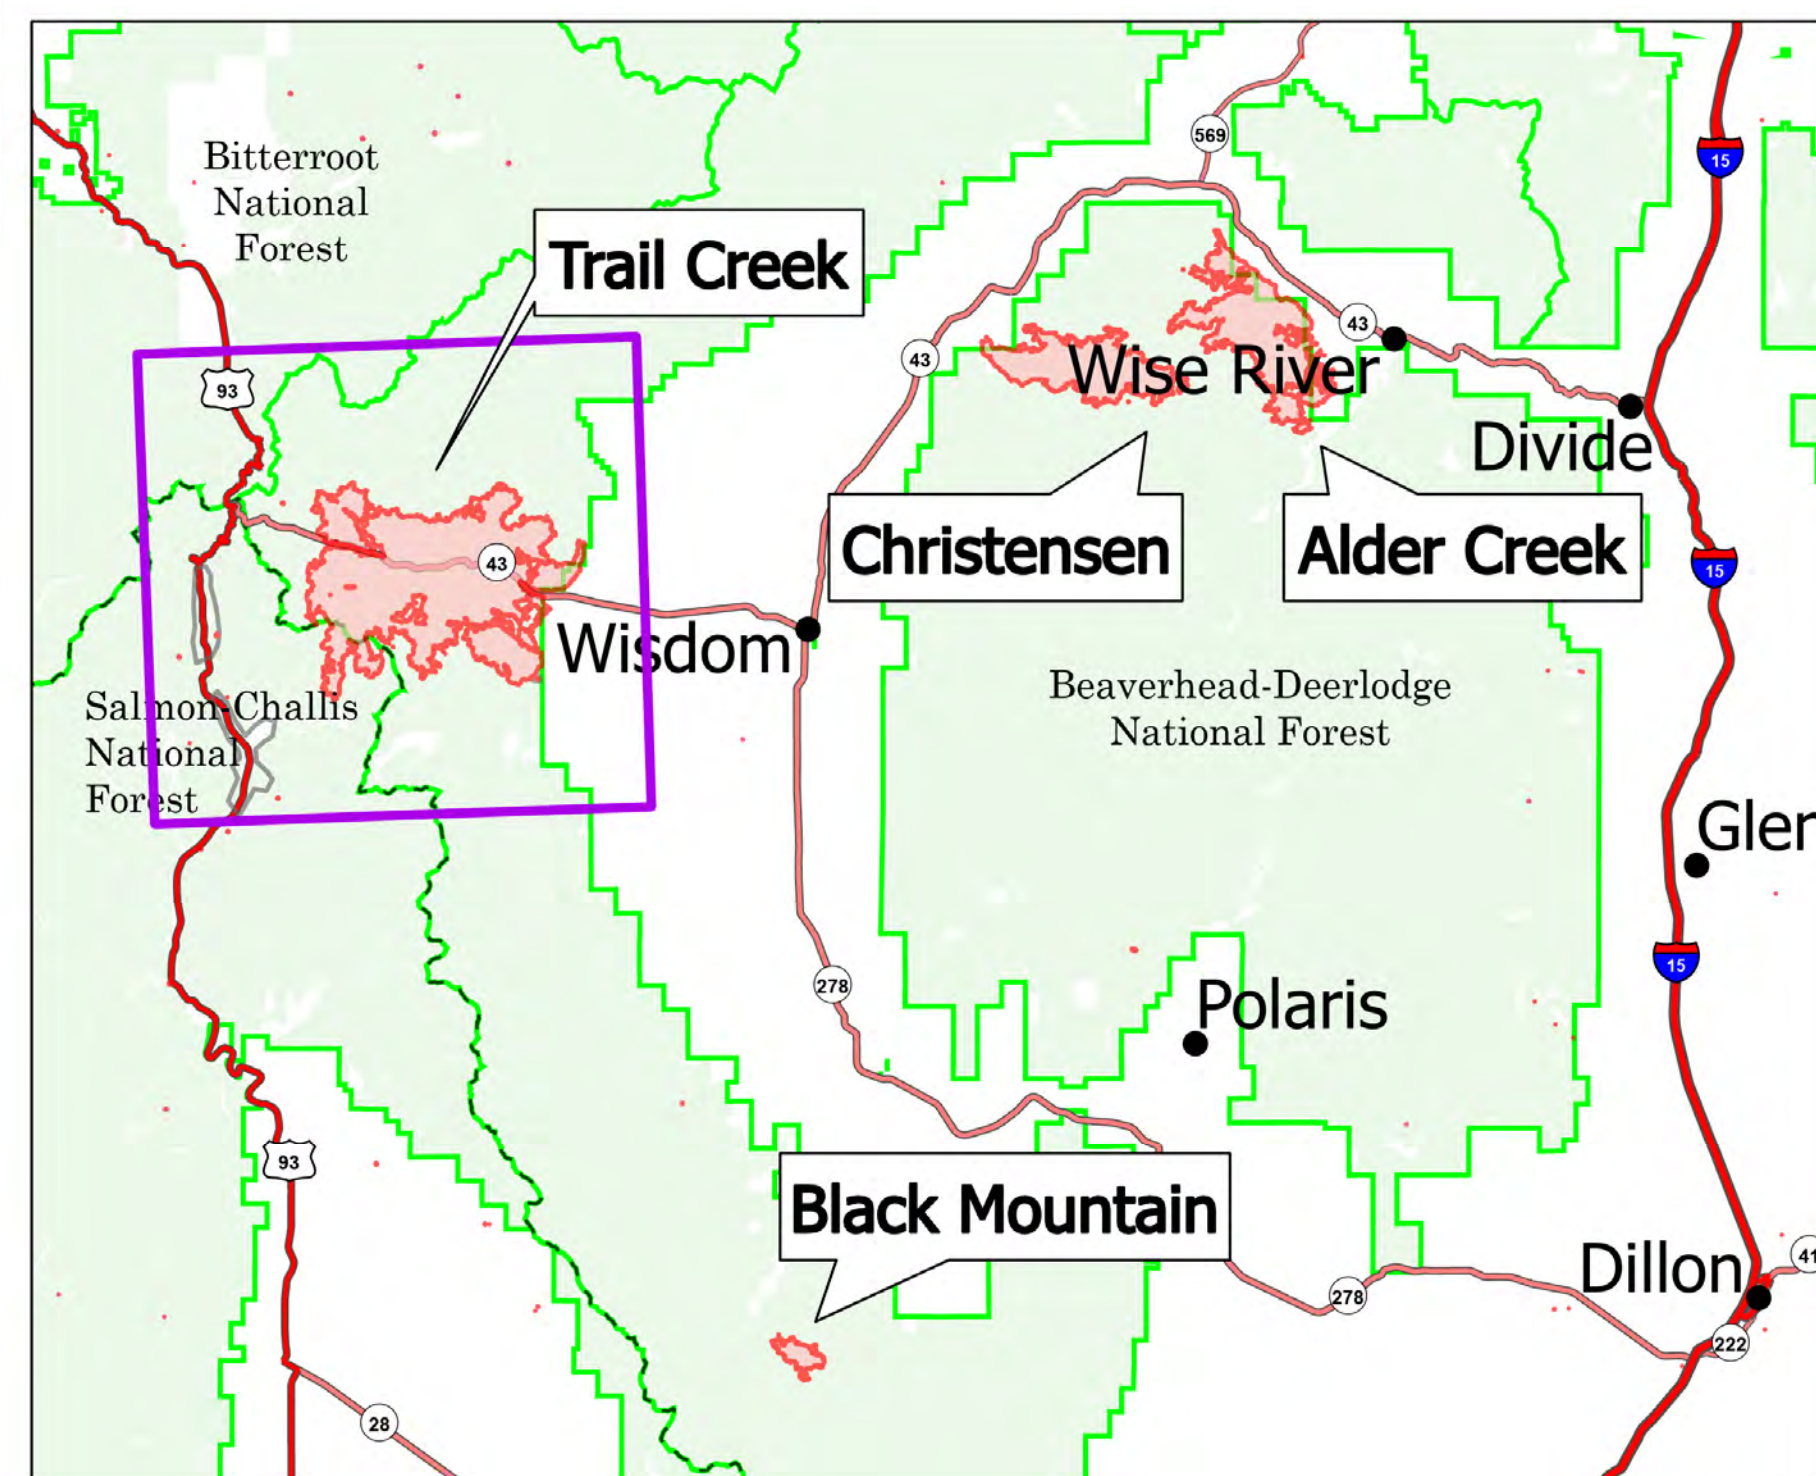 569
15
Bitterroot
National
Forest
Trail Creek
43
43
93
Wise River
Divide
Christensen
Alder Creek
15
43
Wisdom
Beaverhead-Deerlodge
National Forest
Salmon-Challis
National
Forest
Glen
15
278
Polaris
93
Black Mountain
Dillon
41
278
222
28